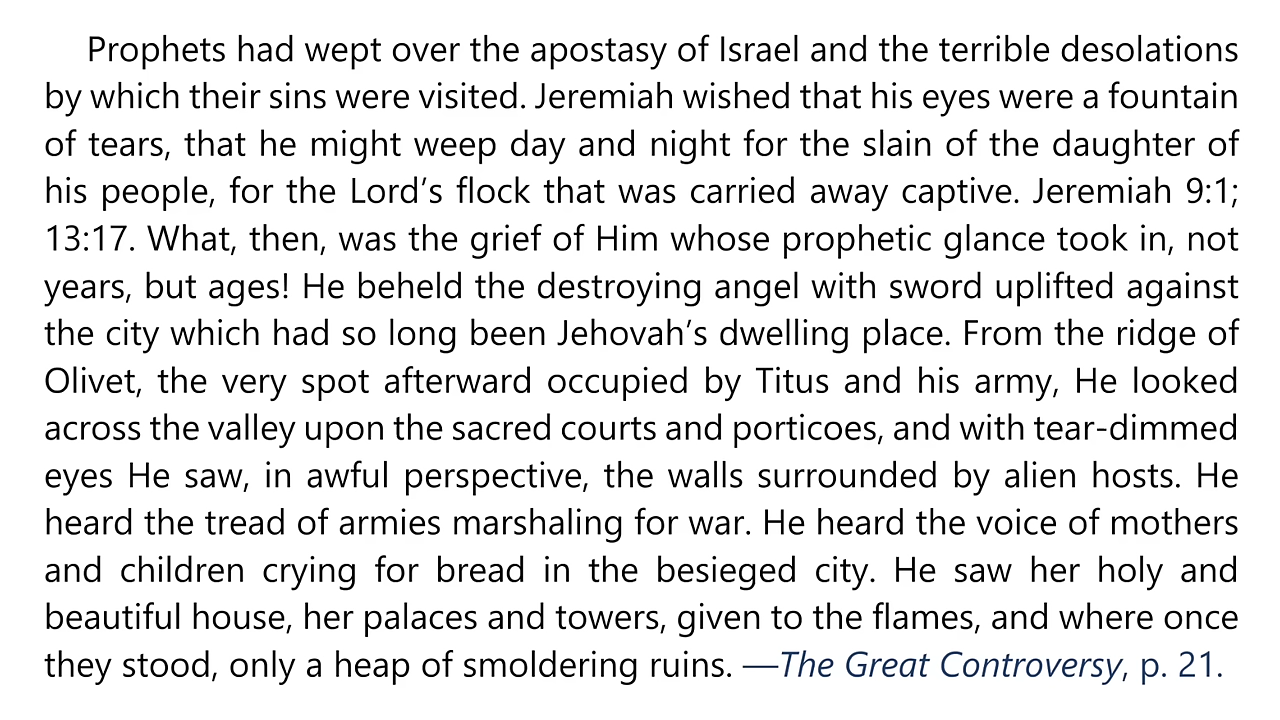 Prophets had wept over the apostasy of Israel and the terrible desolations
by which their sins were visited. Jeremiah wished that his eyes were a fountain
of tears, that he might weep day and night for the slain of the daughter of
his people, for the Lord’s flock that was carried away captive. Jeremiah 9:1;
13:17. What, then, was the grief of Him whose prophetic glance took in, not
years, but ages! He beheld the destroying angel with sword uplifted against
the city which had so long been Jehovah’s dwelling place. From the ridge of
Olivet, the very spot afterward occupied by Titus and his army, He looked
across the valley upon the sacred courts and porticoes, and with tear-dimmed
eyes He saw, in awful perspective, the walls surrounded by alien hosts. He
heard the tread of armies marshaling for war. He heard the voice of mothers
and children crying for bread in the besieged city. He saw her holy and
beautiful house, her palaces and towers, given to the flames, and where once
they stood, only a heap of smoldering ruins. —The Great Controversy, p. 21.